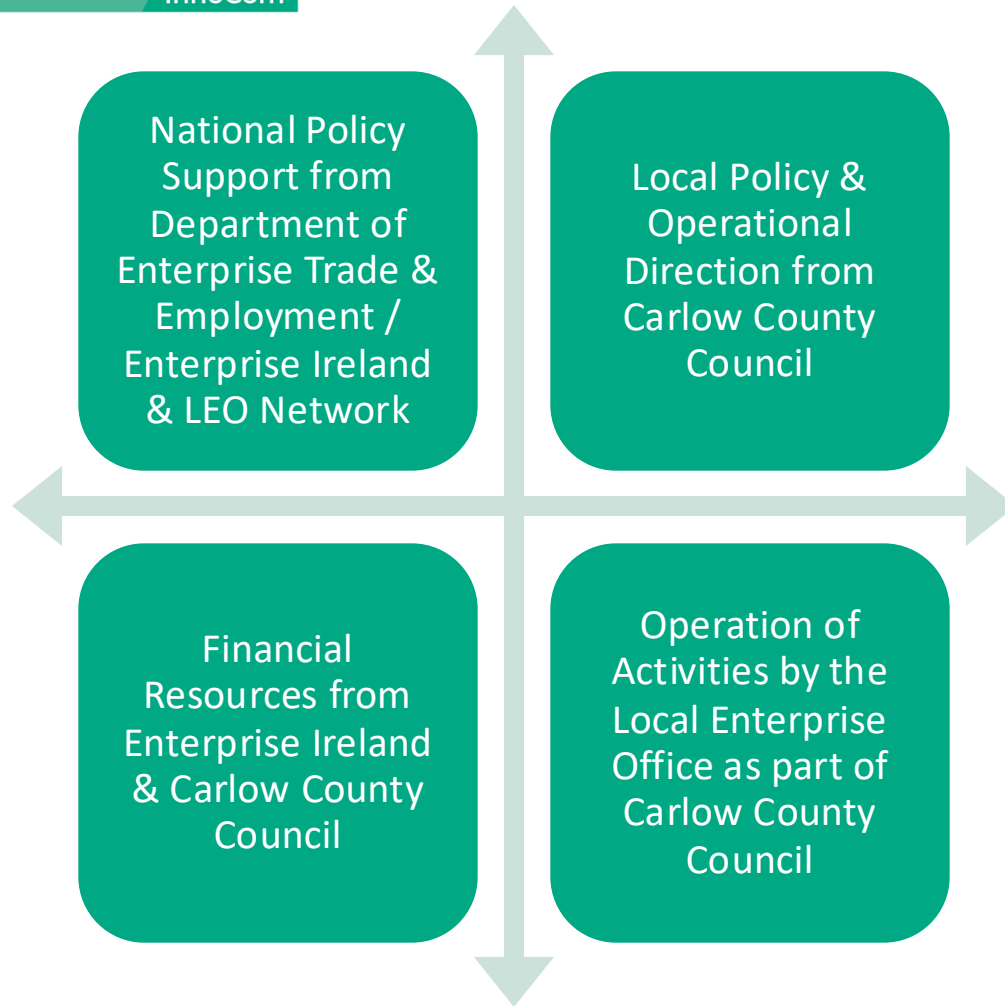 National Policy
Support from
Department of
Enterprise Trade &
Employment /
Enterprise Ireland
& LEO Network
Local Policy &
Operational
Direction from
Carlow County
Council
Financial
Resources from
Enterprise Ireland
& Carlow County
Council
Operation of
Activities by the
Local Enterprise
Office as part of
Carlow County
Council